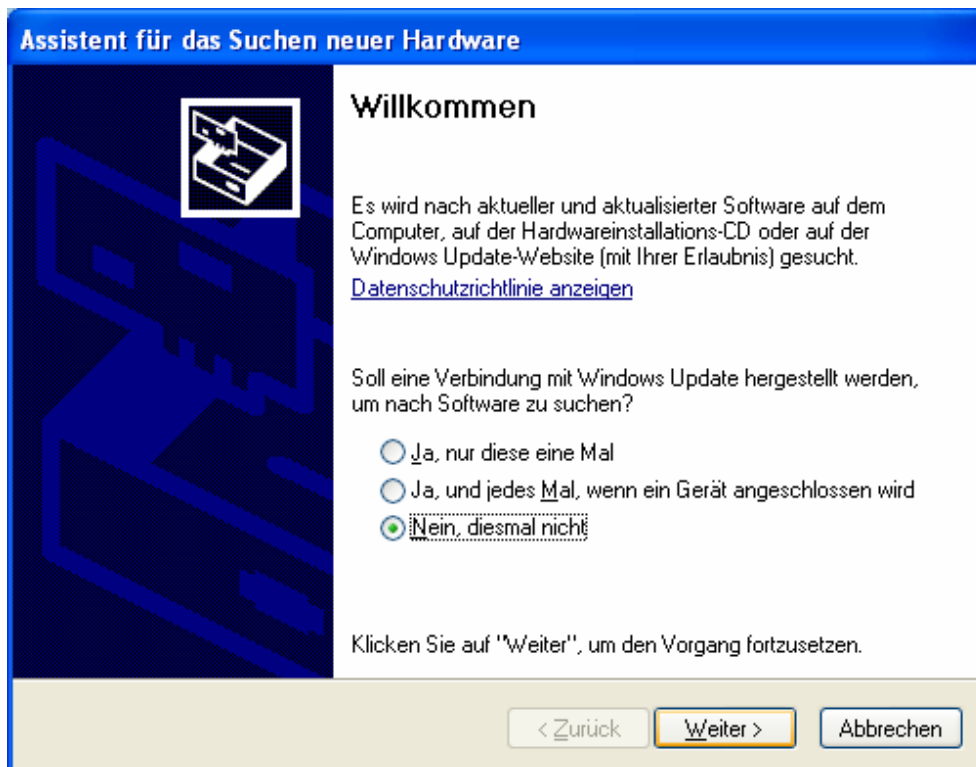 Assistent für das Suchen neuer Hardware
Willkommen
Es wird nach aktueller und aktualisierter Software auf dem
Computer, auf der Hardwareinstallations-CD oder auf der
Windows Update-Website (mit Ihrer Erlaubnis) gesucht.
Datenschutzrichtlinie anzeigen
Soll eine Verbindung mit Windows Update hergestellt werden,
um nach Software zu suchen?
Ja, nur diese eine Mal
Ja, und jedes Mal, wenn ein Gerät angeschlossen wird
Nein, diesmal nicht
Klicken Sie auf "Weiter", um den Vorgang fortzusetzen.
< Zurück Weiter > Abbrechen